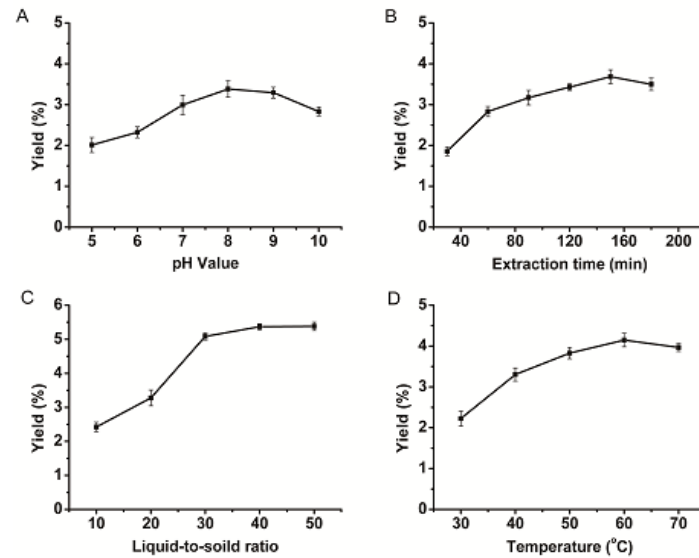 A
5
4
3
2
1
0
Yield (%)
5 6 7 8 9 10
pH Value
B
5
4
3
2
1
0
Yield (%)
40 80 120 160 200
Extraction time (min)
C
6
5
4
3
2
1
0
Yield (%)
10 20 30 40 50
Liquid-to-soild ratio
D
5
4
3
2
1
0
Yield (%)
30 40 50 60 70
Temperature (°C)